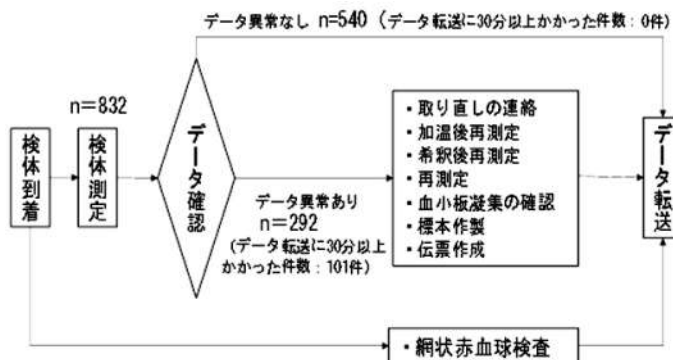 データ異常なし n=540 (データ転送に30分以上かかった件数:0件)
n=832
検体到着
検体測定
データ確認
データ異常あり
n=292
(データ転送に30分以上
かかった件数:101件)
・取り直しの連絡
・加温後再測定
・希釈後再測定
・再測定
・血小板凝集の確認
・標本作製
・伝票作成
データ転送
・網状赤血球検査